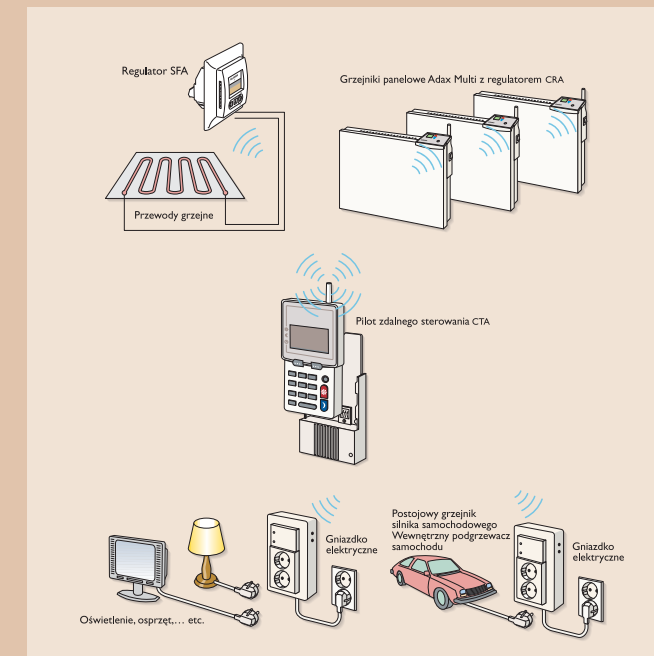 Regulator SFA
Grzejniki panelowe Adax Multi z regulatorem CRA
Przewody grzejne
Pilot zdalnego sterowania CTA
Gniazdko
elektryczne
Oświetlenie, osprzęt,... etc.
Postojowy grzejnik
silnika samochodowego
Wewnętrzny podgrzewacz
samochodu
Gniazdko
elektryczne